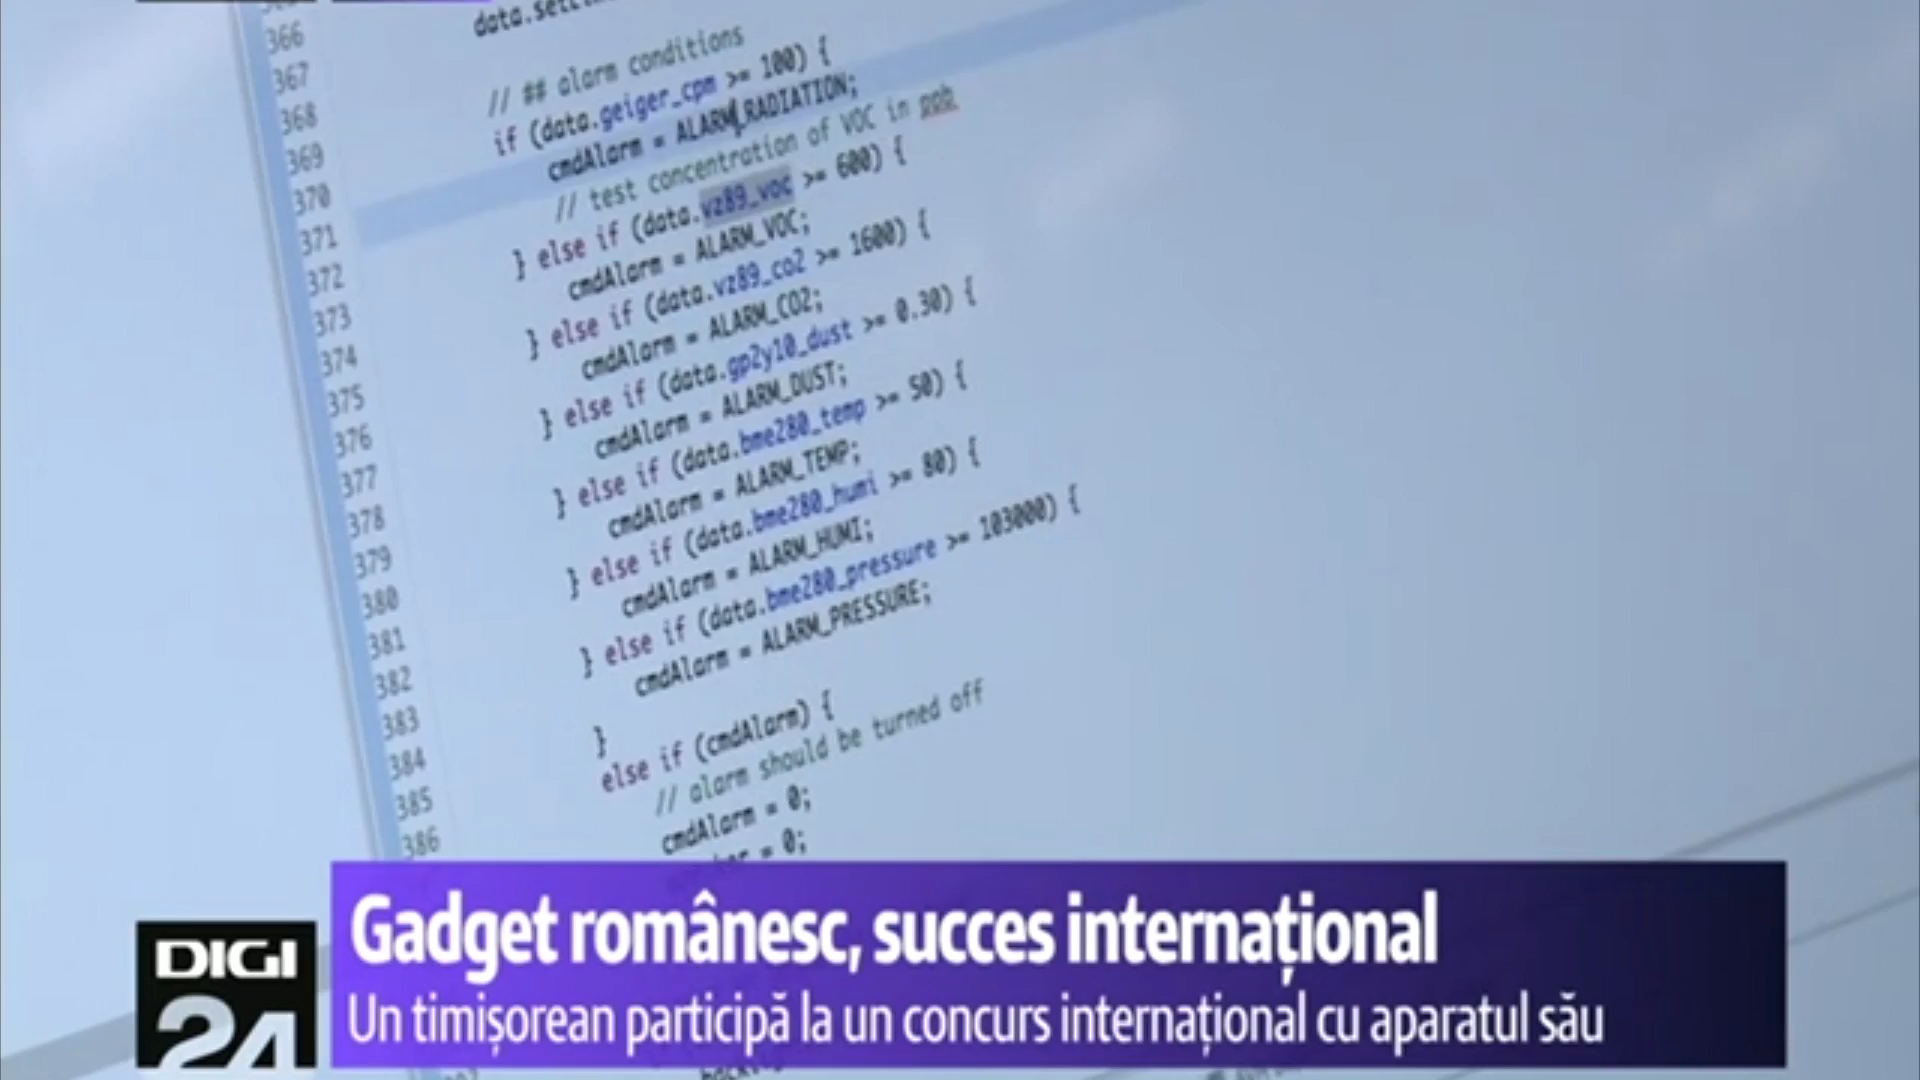 366
367
368
369
370
371
372
373
374
375
376
377
378
379
380
381
382
383
384
385
386
// ## alarm conditions
if (data.geiger_cpm >= 100) {
cmdAlarm = ALARM_RADIATION;
// test concentration of VOC in ppb
} else if (data.vz89_voc >= 600) {
cmdAlarm = ALARM_VOC;
} else if (data.vz89_co2 >= 1600) {
cmdAlarm = ALARM_CO2;
} else if (data.gp2y10_dust >= 0.30) {
cmdAlarm = ALARM_DUST;
} else if (data.bme280_temp >= 50) {
cmdAlarm = ALARM_TEMP;
} else if (data.bme280_humi >= 80) {
cmdAlarm = ALARM_HUMI;
} else if (data.bme280_pressure >= 103000) {
cmdAlarm = ALARM_PRESSURE;
}
else if (cmdAlarm) {
// alarm should be turned off
cmdAlarm = 0;
= 0;
Gadget românesc, succes internațional
DIGI
24
Un timișorean participă la un concurs internațional cu aparatul său